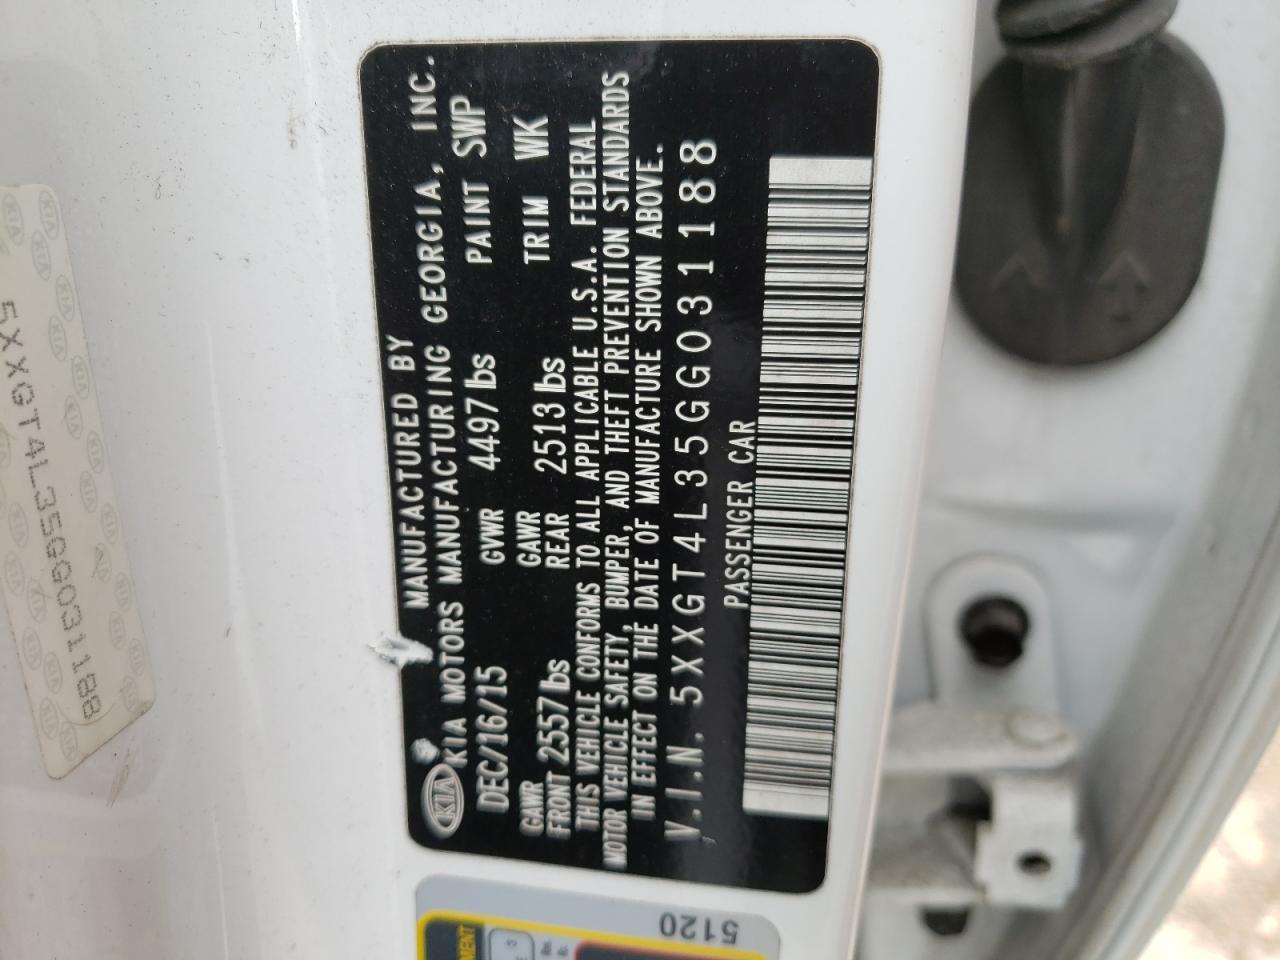 MANUFACTURED BY
KIA KIA MOTORS MANUFACTURING GEORGIA, INC.
DEC/16/15 GVWR 4497 lbs PAINT SWP
GAWR FRONT 2557 lbs GAWR REAR 2513 lbs TRIM WK
THIS VEHICLE CONFORMS TO ALL APPLICABLE U.S.A. FEDERAL
MOTOR VEHICLE SAFETY, BUMPER, AND THEFT PREVENTION STANDARDS
IN EFFECT ON THE DATE OF MANUFACTURE SHOWN ABOVE.
V.I.N. 5XXGT4L35GG031188
PASSENGER CAR
5XXGT4L35GG031188
5120